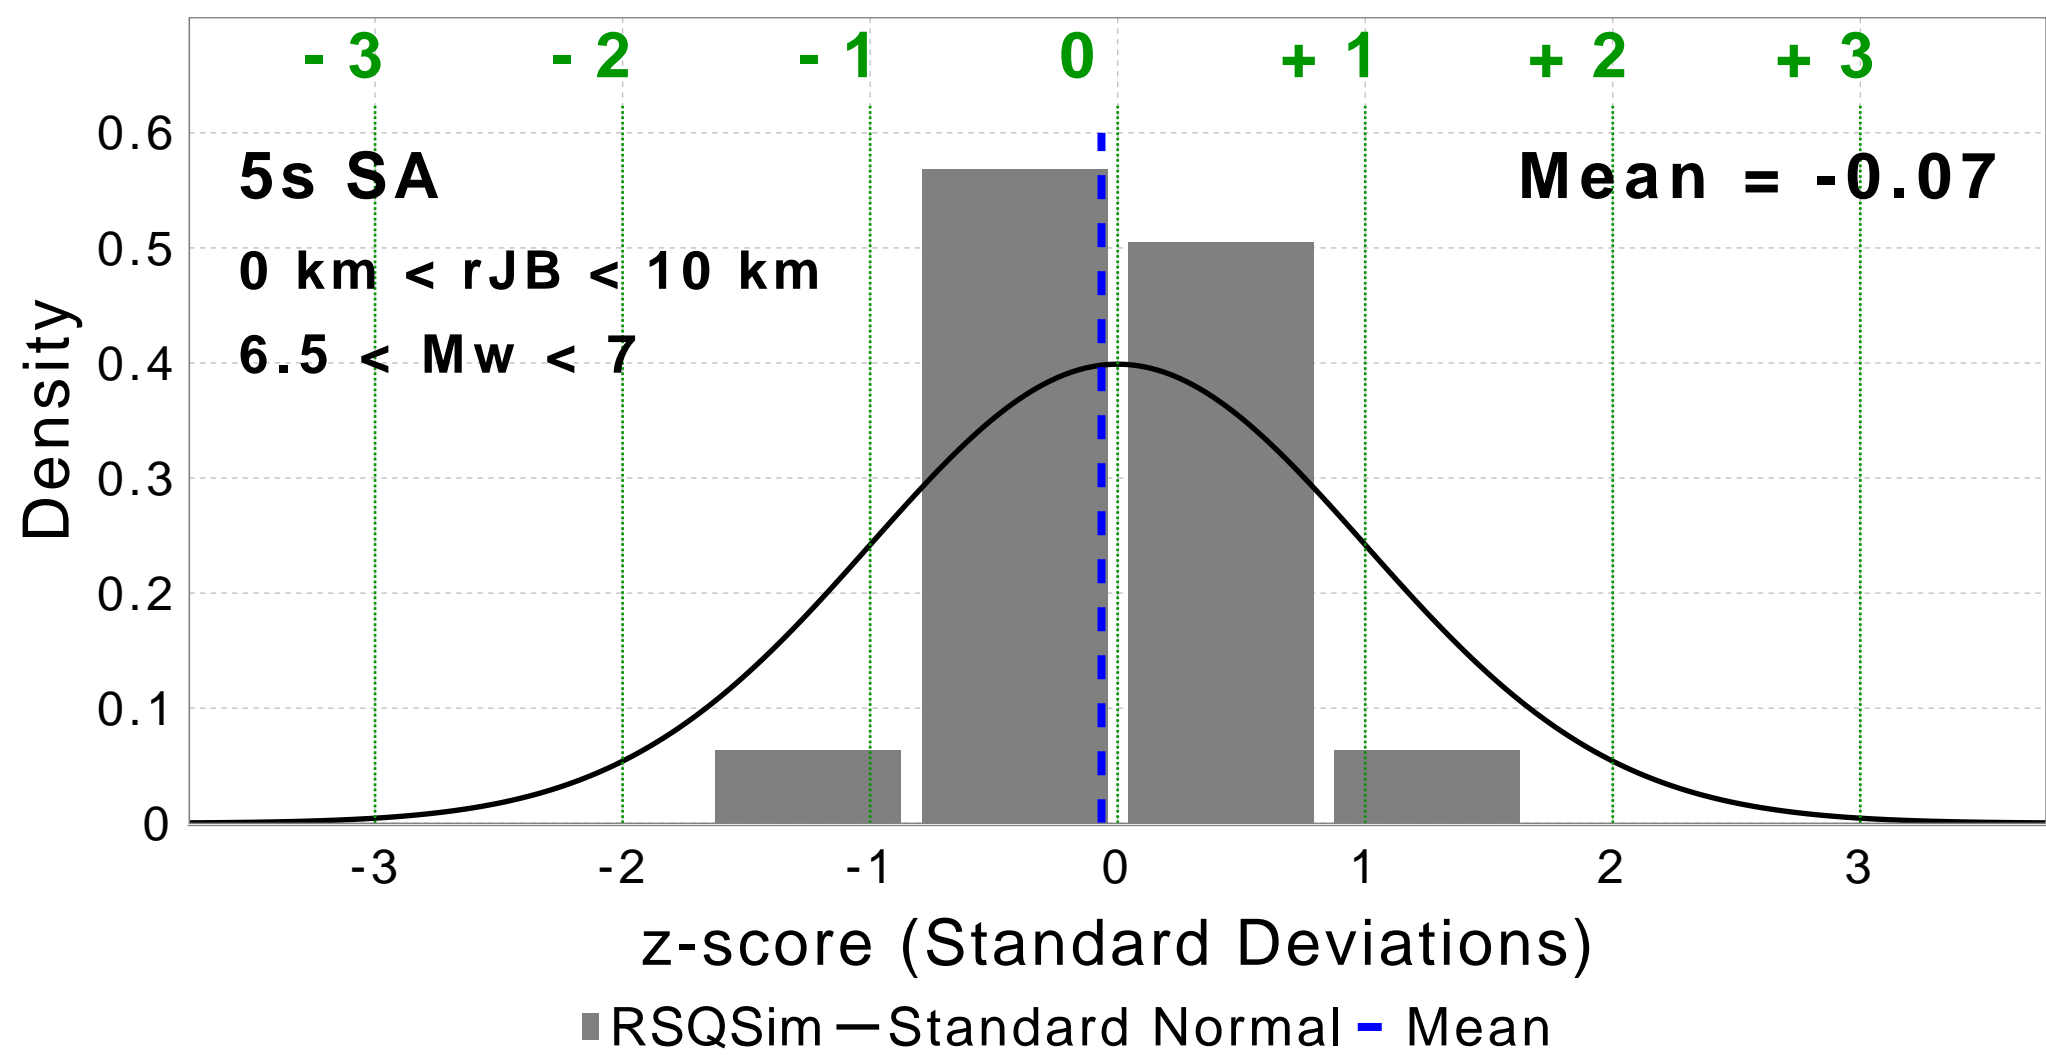 - 3 - 2 - 1 0 + 1 + 2 + 3
0.6
5s SA
Mean = -0.07
0.5
0 km < rJB < 10 km
0.4
6.5 < Mw < 7
0.3
0.2
0.1
0
Density
-3 -2 -1 0 1 2 3
z-score (Standard Deviations)
RSQSim Standard Normal Mean